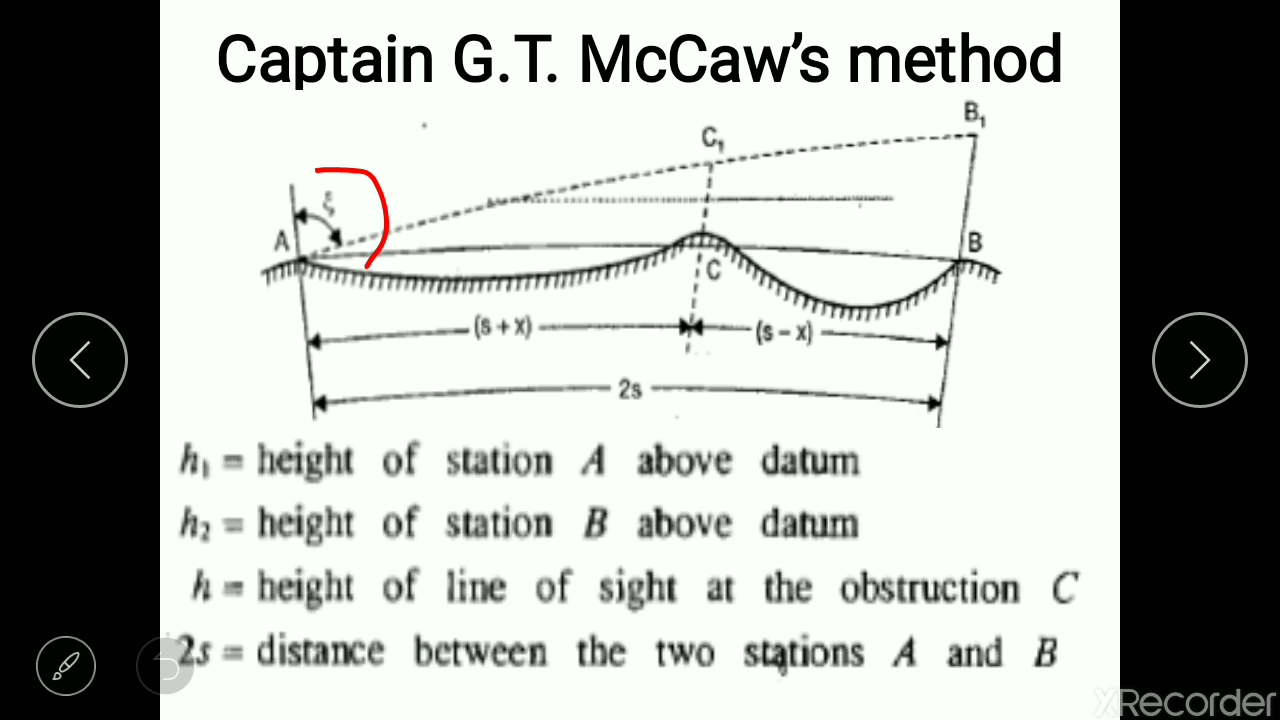 Captain G.T. McCaw's method
B₁
C₁
ξ
A
B
C
(s + x)
(s – x)
2s
h₁ = height of station A above datum
h₂ = height of station B above datum
h = height of line of sight at the obstruction C
2s = distance between the two stations A and B
XRecorder